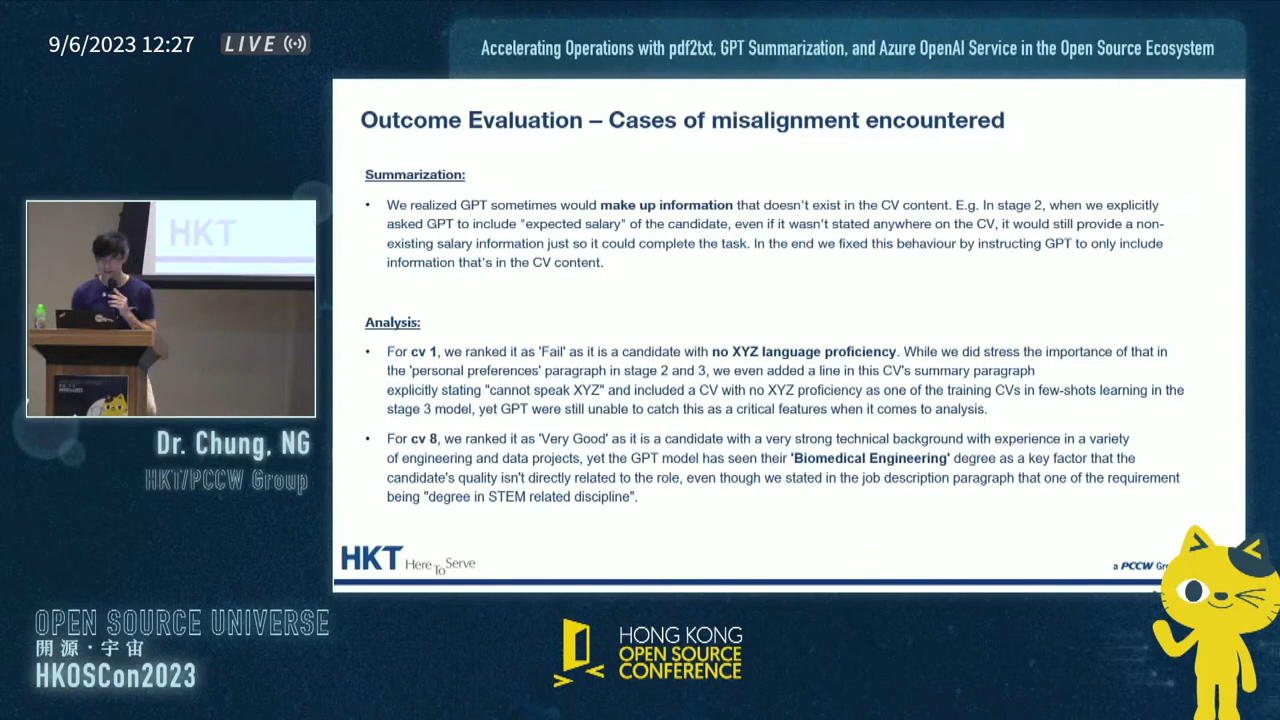 9/6/2023 12:27
LIVE
Accelerating Operations with pdf2txt, GPT Summarization, and Azure OpenAI Service in the Open Source Ecosystem
Outcome Evaluation – Cases of misalignment encountered
Summarization:
• We realized GPT sometimes would make up information that doesn't exist in the CV content. E.g. In stage 2, when we explicitly
asked GPT to include "expected salary" of the candidate, even if it wasn't stated anywhere on the CV, it would still provide a non-
existing salary information just so it could complete the task. In the end we fixed this behaviour by instructing GPT to only include
information that's in the CV content.
Analysis:
• For cv 1, we ranked it as 'Fail' as it is a candidate with no XYZ language proficiency. While we did stress the importance of that in
the 'personal preferences' paragraph in stage 2 and 3, we even added a line in this CV's summary paragraph
explicitly stating "cannot speak XYZ" and included a CV with no XYZ proficiency as one of the training CVs in few-shots learning in the
stage 3 model, yet GPT were still unable to catch this as a critical features when it comes to analysis.
• For cv 8, we ranked it as 'Very Good' as it is a candidate with a very strong technical background with experience in a variety
of engineering and data projects, yet the GPT model has seen their 'Biomedical Engineering' degree as a key factor that the
candidate's quality isn't directly related to the role, even though we stated in the job description paragraph that one of the requirement
being "degree in STEM related discipline".
HKT Here To Serve
a PCCW
HKT
Dr. Chung, NG
HKT/PCCW Group
OPEN SOURCE UNIVERSE
開源·宇宙
HKOSCon2023
HONG KONG
OPEN SOURCE
CONFERENCE